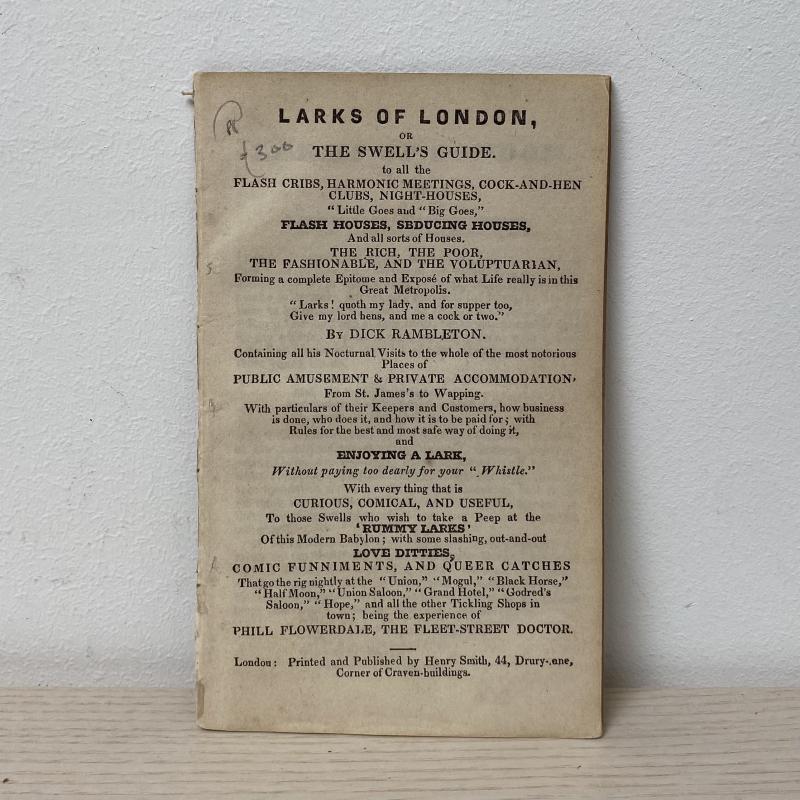 LARKS OF LONDON,
OR
THE SWELL'S GUIDE.
to all the
FLASH CRIBS, HARMONIC MEETINGS, COCK-AND-HEN
CLUBS, NIGHT-HOUSES,
"Little Goes and "Big Goes,"
FLASH HOUSES, SEDUCING HOUSES,
And all sorts of Houses.
THE RICH, THE POOR,
THE FASHIONABLE, AND THE VOLUPTUARIAN,
Forming a complete Epitome and Exposé of what Life really is in this
Great Metropolis.
"Larks! quoth my lady, and for supper too,
Give my lord hens, and me a cock or two."
BY DICK RAMBLETON.
Containing all his Nocturnal Visits to the whole of the most notorious
Places of
PUBLIC AMUSEMENT & PRIVATE ACCOMMODATION,
From St. James's to Wapping.
With particulars of their Keepers and Customers, how business
is done, who does it, and how it is to be paid for; with
Rules for the best and most safe way of doing it,
and
ENJOYING A LARK,
Without paying too dearly for your "Whistle."
With every thing that is
CURIOUS, COMICAL, AND USEFUL,
To those Swells who wish to take a Peep at the
'RUMMY LARKS'
Of this Modern Babylon; with some slashing, out-and-out
LOVE DITTIES,
COMIC FUNNIMENTS, AND QUEER CATCHES
That go the rig nightly at the "Union," "Mogul," "Black Horse,"
"Half Moon," "Union Saloon," "Grand Hotel," "Godred's
Saloon," "Hope," and all the other Tickling Shops in
town; being the experience of
PHILL FLOWERDALE, THE FLEET-STREET DOCTOR.
London: Printed and Published by Henry Smith, 44, Drury-.ane,
Corner of Craven-buildings.
£300